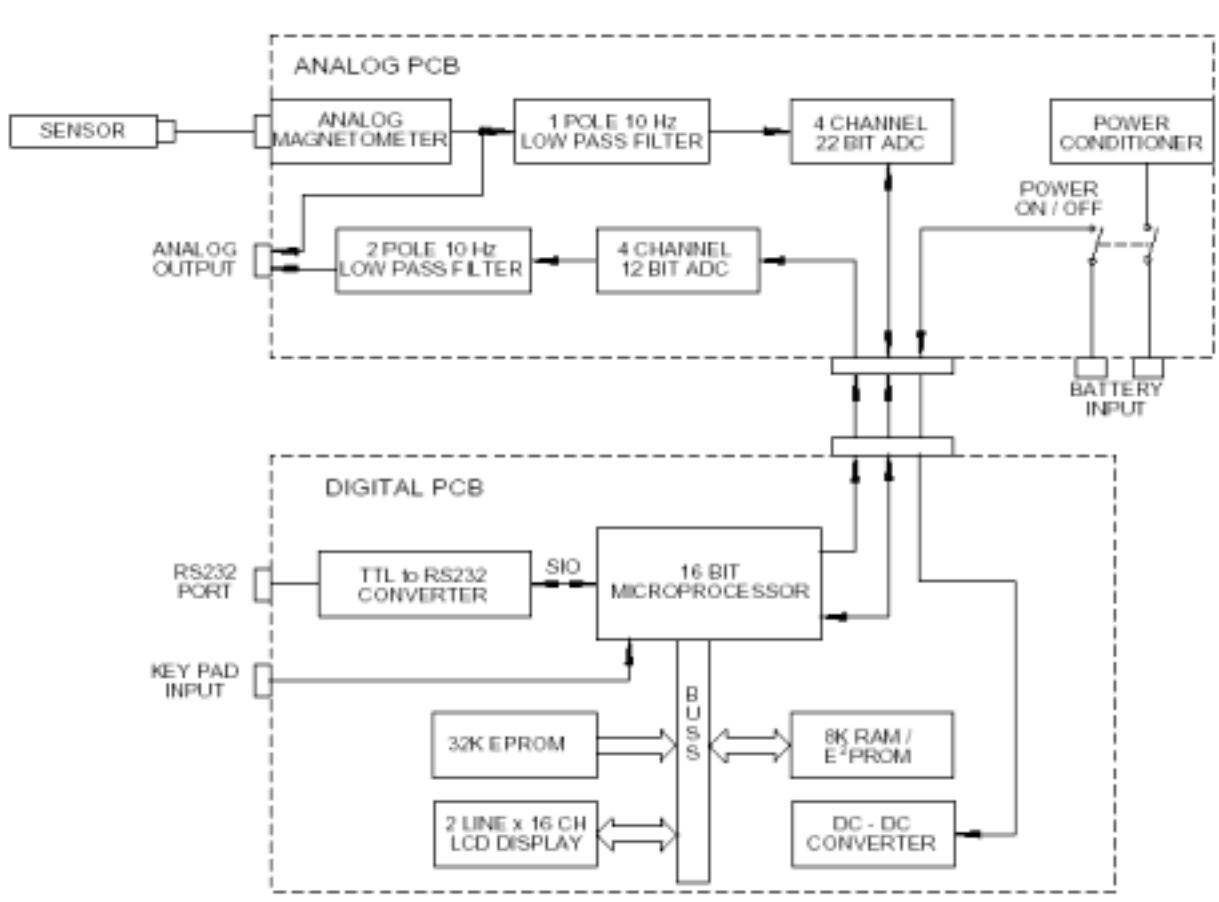 ANALOG PCB
SENSOR
ANALOG
MAGNETOMETER
1 POLE 10 Hz
LOW PASS FILTER
4 CHANNEL
22 BIT ADC
POWER
CONDITIONER
POWER
ON / OFF
ANALOG
OUTPUT
2 POLE 10 Hz
LOW PASS FILTER
4 CHANNEL
12 BIT ADC
BATTERY
INPUT
DIGITAL PCB
RS232
PORT
TTL to RS232
CONVERTER
SIO
16 BIT
MICROPROCESSOR
KEY PAD
INPUT
BUSS
32K EPROM
8K RAM /
E²PROM
2 LINE x 16 CH
LCD DISPLAY
DC - DC
CONVERTER